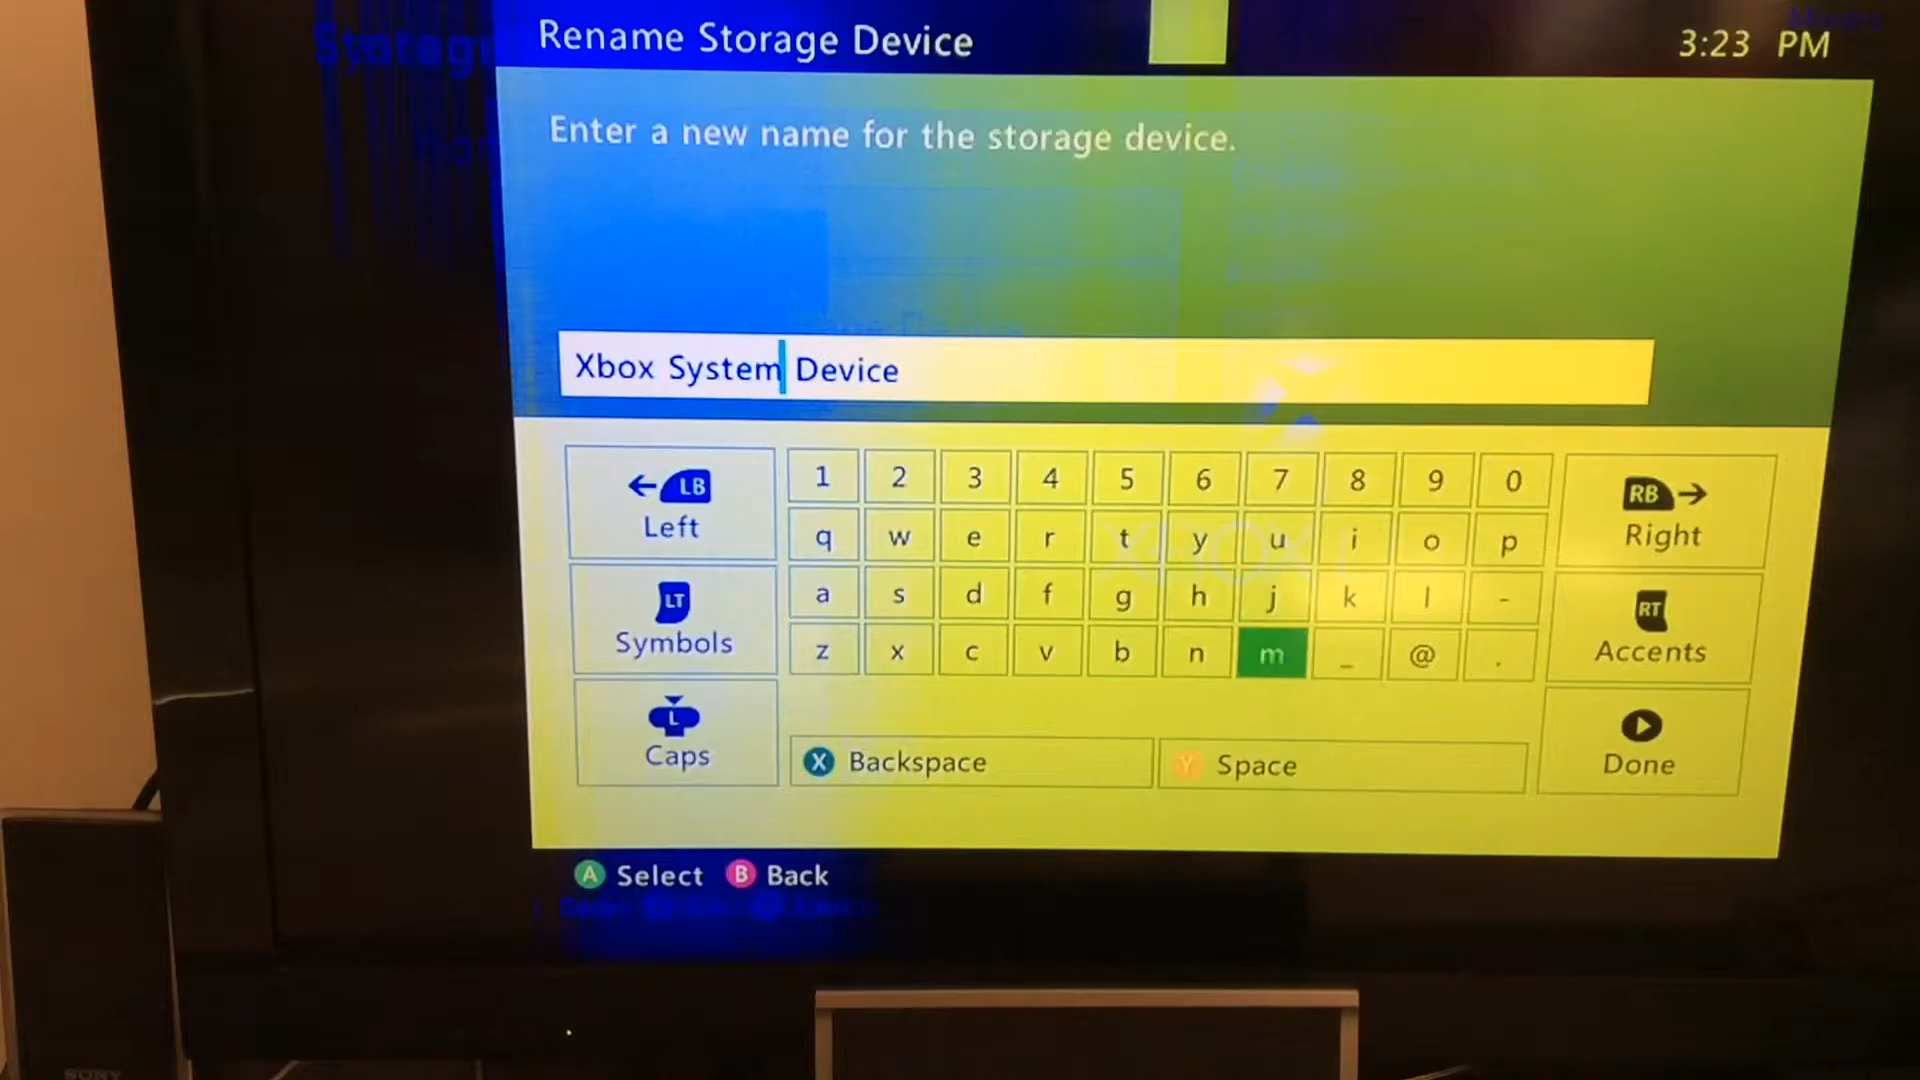 Storage
Rename Storage Device
3:23 PM
Enter a new name for the storage device.
Xbox System Device
LB
Left
1 2 3 4 5 6 7 8 9 0
RB
Right
q w e r t y u i o p
LT
Symbols
a s d f g h j k l -
RT
Accents
z x c v b n m _ @ .
L
Caps
X Backspace
Y Space
Done
A Select B Back
SONY